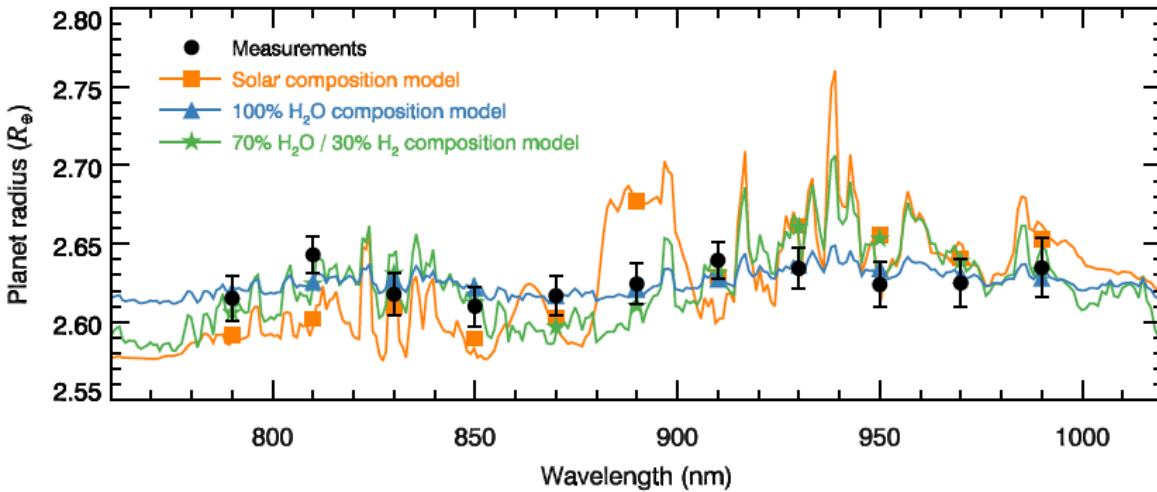 2.80
2.75
2.70
2.65
2.60
2.55
Planet radius (R⊕)
Measurements
Solar composition model
100% H₂O composition model
70% H₂O / 30% H₂ composition model
800 850 900 950 1000
Wavelength (nm)